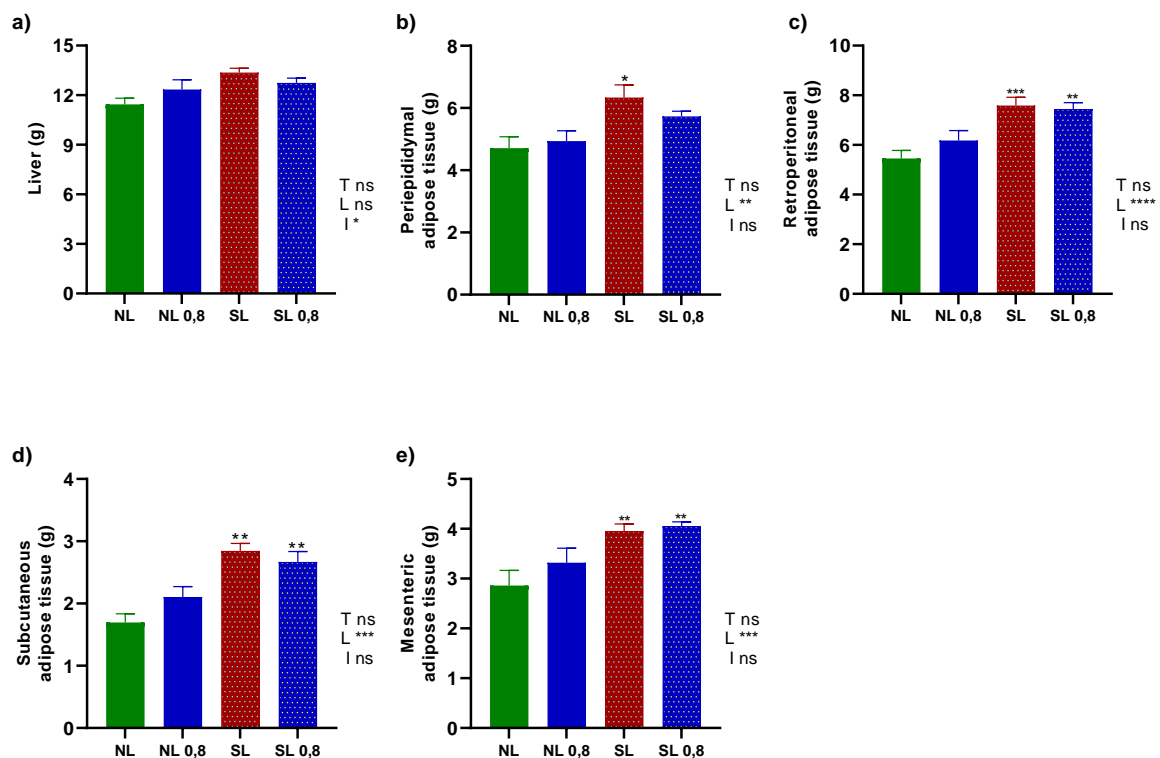 a)
Liver (g)
15
12
9
6
3
0
NL
NL 0,8
SL
SL 0,8
T ns
L ns
I *
b)
Periepididymal
adipose tissue (g)
8
6
4
2
0
*
NL
NL 0,8
SL
SL 0,8
T ns
L **
I ns
c)
Retroperitoneal
adipose tissue (g)
10
8
6
4
2
0
***
**
NL
NL 0,8
SL
SL 0,8
T ns
L ****
I ns
d)
Subcutaneous
adipose tissue (g)
4
3
2
1
0
**
**
NL
NL 0,8
SL
SL 0,8
T ns
L ***
I ns
e)
Mesenteric
adipose tissue (g)
5
4
3
2
1
0
**
**
NL
NL 0,8
SL
SL 0,8
T ns
L ***
I ns